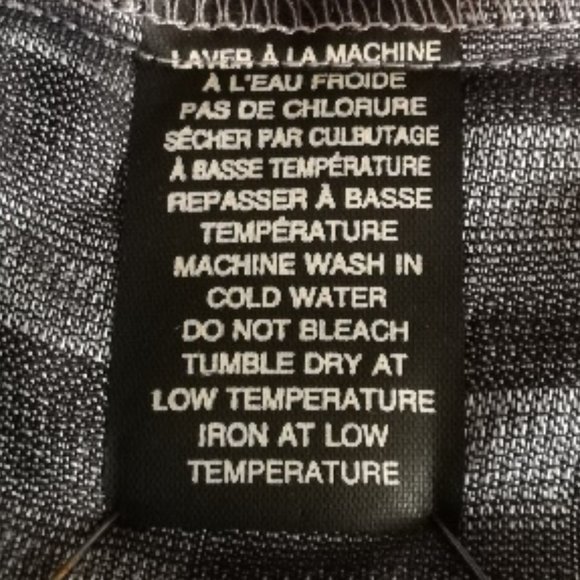 LAVER À LA MACHINE
À L'EAU FROIDE
PAS DE CHLORURE
SÉCHER PAR CULBUTAGE
À BASSE TEMPÉRATURE
REPASSER À BASSE
TEMPÉRATURE
MACHINE WASH IN
COLD WATER
DO NOT BLEACH
TUMBLE DRY AT
LOW TEMPERATURE
IRON AT LOW
TEMPERATURE